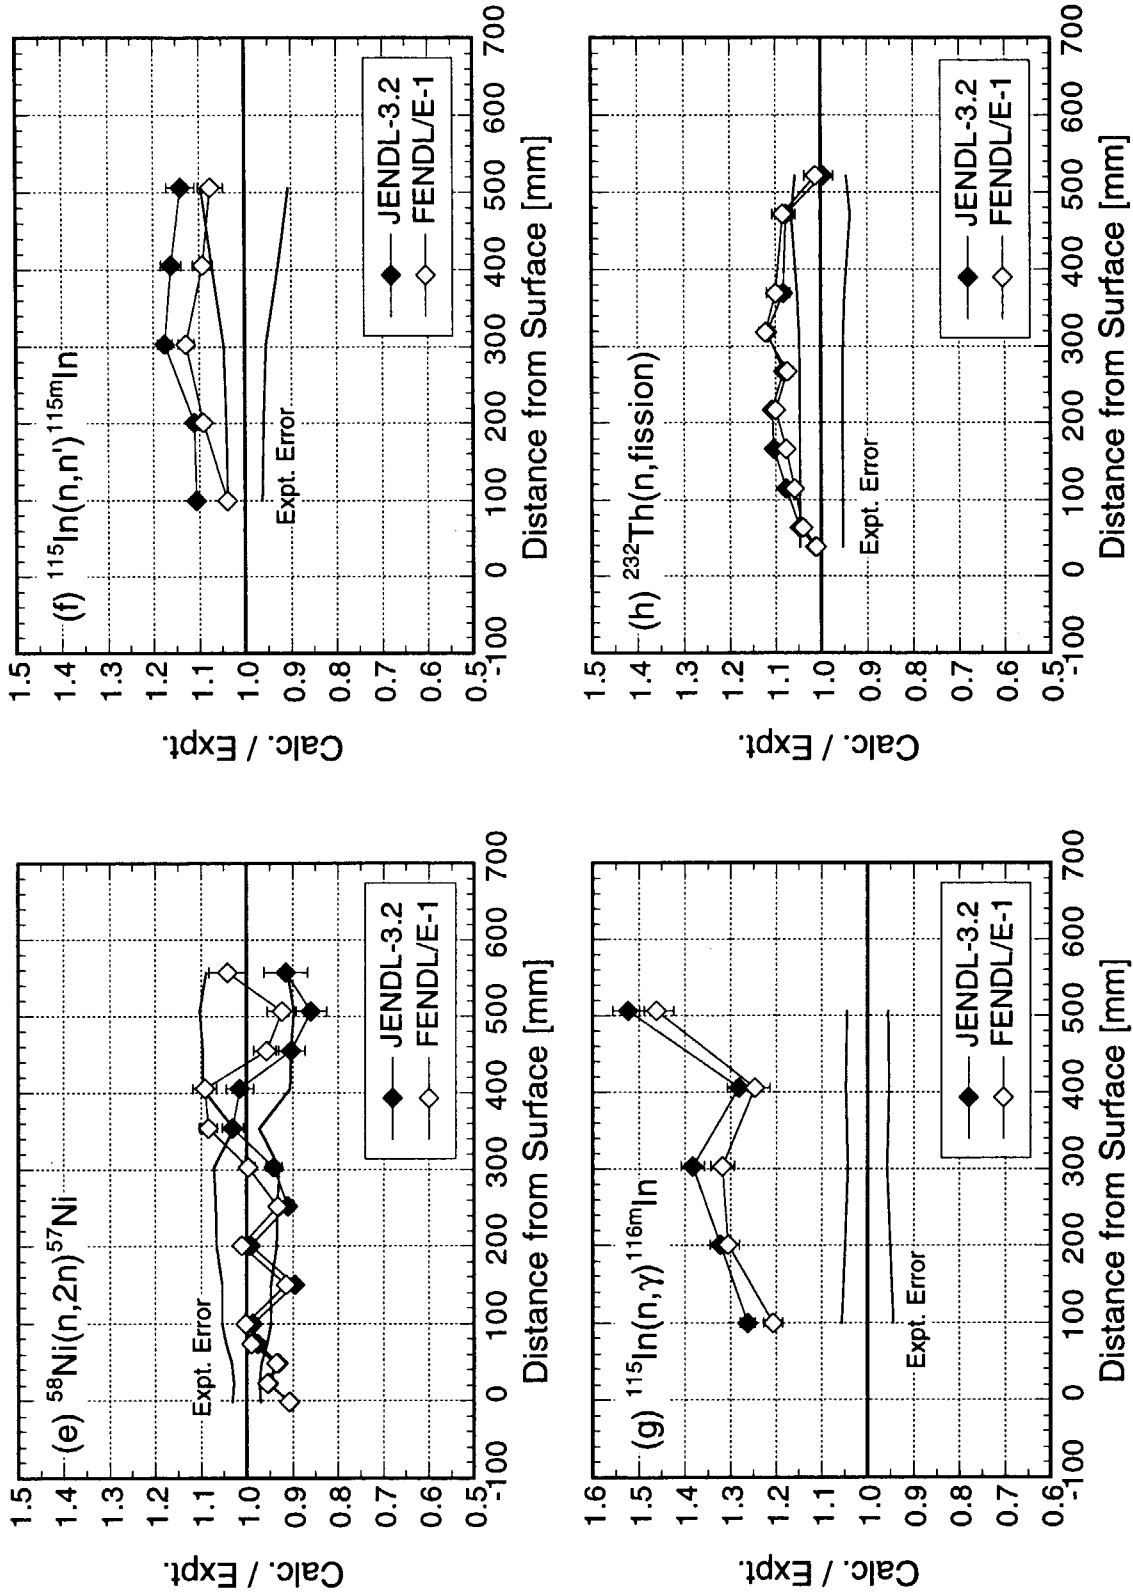 (e) ⁵⁸Ni(n,2n)⁵⁷Ni
Calc. / Expt.
1.5
1.4
1.3
1.2
1.1
1.0
0.9
0.8
0.7
0.6
0.5
Expt. Error
JENDL-3.2
FENDL/E-1
-100 0 100 200 300 400 500 600 700
Distance from Surface [mm]
(f) ¹¹⁵In(n,n')¹¹⁵ᵐIn
Calc. / Expt.
1.5
1.4
1.3
1.2
1.1
1.0
0.9
0.8
0.7
0.6
0.5
Expt. Error
JENDL-3.2
FENDL/E-1
-100 0 100 200 300 400 500 600 700
Distance from Surface [mm]
(g) ¹¹⁵In(n,γ)¹¹⁶ᵐIn
Calc. / Expt.
1.6
1.5
1.4
1.3
1.2
1.1
1.0
0.9
0.8
0.7
0.6
Expt. Error
JENDL-3.2
FENDL/E-1
-100 0 100 200 300 400 500 600 700
Distance from Surface [mm]
(h) ²³²Th(n,fission)
Calc. / Expt.
1.5
1.4
1.3
1.2
1.1
1.0
0.9
0.8
0.7
0.6
0.5
Expt. Error
JENDL-3.2
FENDL/E-1
-100 0 100 200 300 400 500 600 700
Distance from Surface [mm]